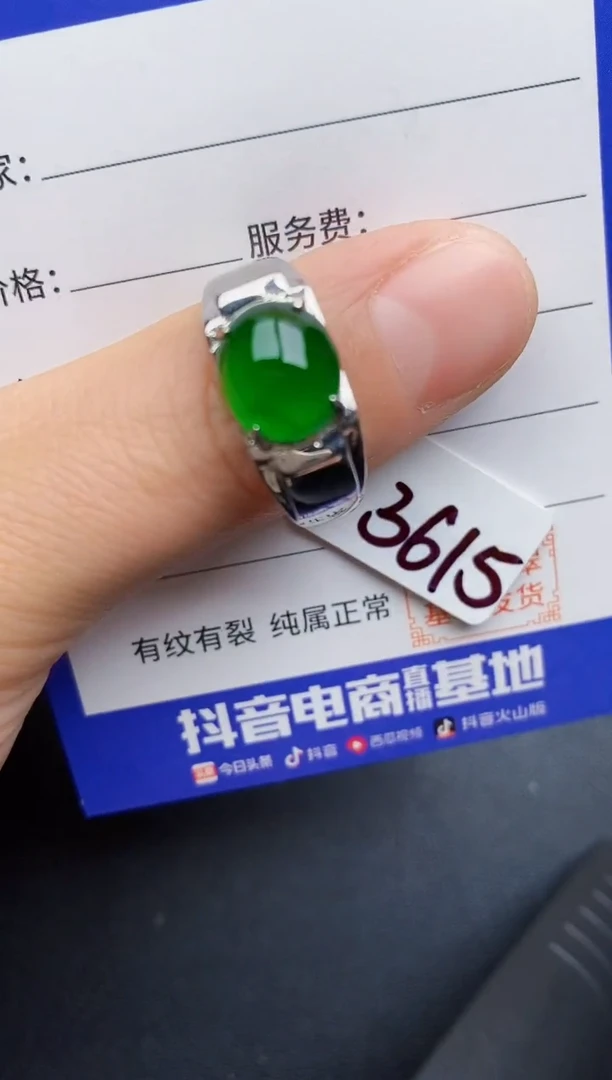 家：
服务费：
价格：
3615
发货
有纹有裂 纯属正常
抖音电商直播基地
今日头条 抖音 西瓜视频 抖音火山版